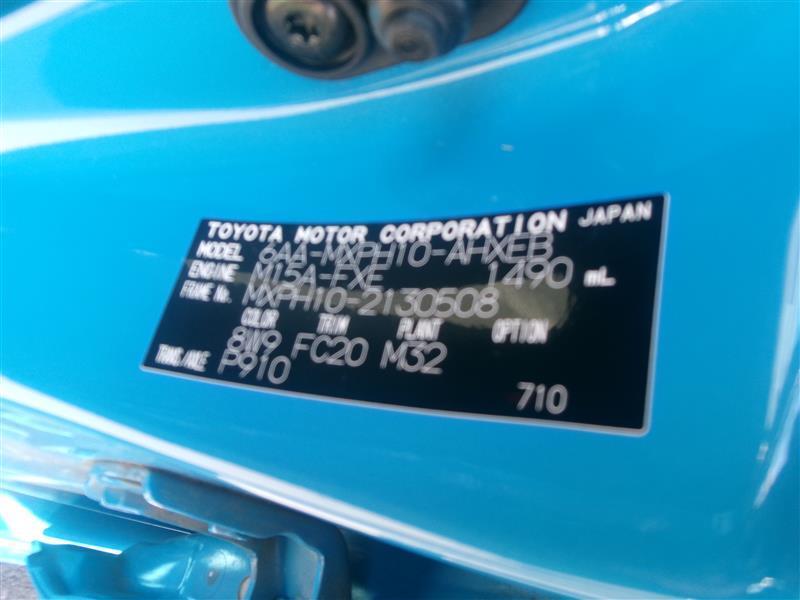 TOYOTA MOTOR CORPORATION JAPAN
MODEL 6AA-MXPH10-AHXEB
ENGINE M15A-FXE 1490 mL
FRAME No. MXPH10-2130508
COLOR TRIM PLANT OPTION
8W9 FC20 M32
TRANS./AXLE P910
710